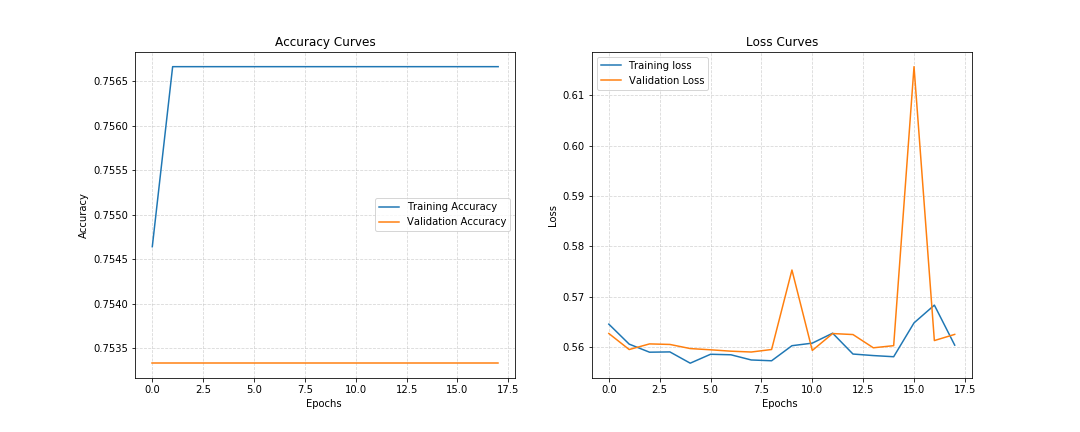 Accuracy Curves
0.7565
0.7560
0.7555
0.7550
0.7545
0.7540
0.7535
Accuracy
Training Accuracy
Validation Accuracy
0.0 2.5 5.0 7.5 10.0 12.5 15.0 17.5
Epochs
Loss Curves
Training loss
Validation Loss
0.61
0.60
0.59
0.58
0.57
0.56
Loss
0.0 2.5 5.0 7.5 10.0 12.5 15.0 17.5
Epochs